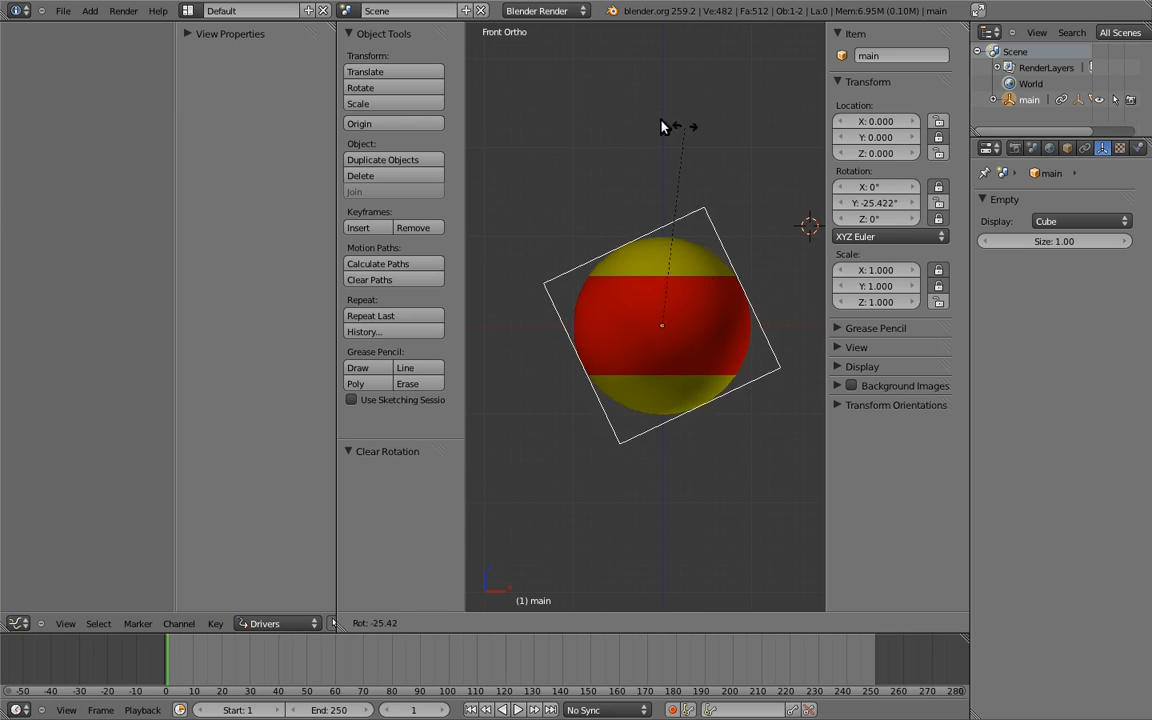 File Add Render Help Default Scene Blender Render blender.org 259.2 | Ve:482 | Fa:512 | Ob:1-2 | La:0 | Mem:6.95M (0.10M) | main
View Properties
Object Tools
Transform:
Translate
Rotate
Scale
Origin
Object:
Duplicate Objects
Delete
Join
Keyframes:
Insert Remove
Motion Paths:
Calculate Paths
Clear Paths
Repeat:
Repeat Last
History...
Grease Pencil:
Draw Line
Poly Erase
Use Sketching Sessio
Clear Rotation
Front Ortho
(1) main
Item
main
Transform
Location:
X: 0.000
Y: 0.000
Z: 0.000
Rotation:
X: 0°
Y: -25.422°
Z: 0°
XYZ Euler
Scale:
X: 1.000
Y: 1.000
Z: 1.000
Grease Pencil
View
Display
Background Images
Transform Orientations
View Search All Scenes
Scene
RenderLayers
World
main
main
Empty
Display: Cube
Size: 1.00
View Select Marker Channel Key Drivers
Rot: -25.42
-50 -40 -30 -20 -10 0 10 20 30 40 50 60 70 80 90 100 110 120 130 140 150 160 170 180 190 200 210 220 230 240 250 260 270 280
View Frame Playback Start: 1 End: 250 1 No Sync